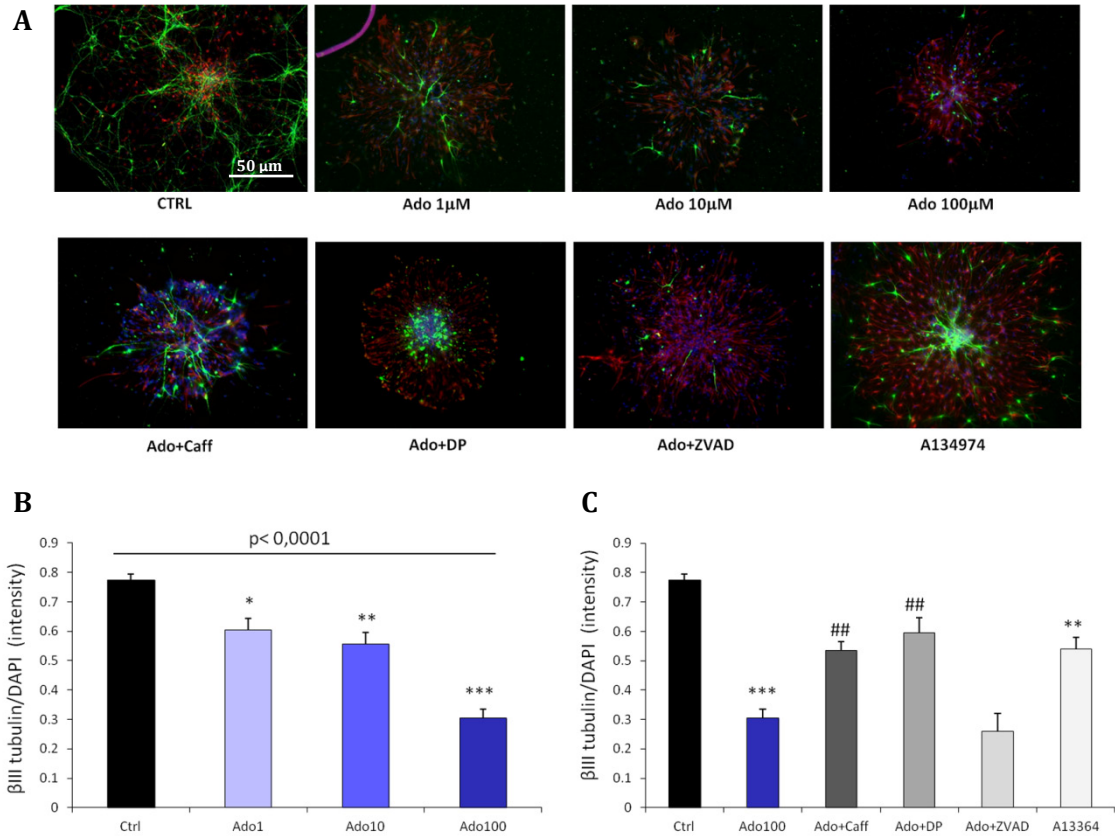 A
50 µm
CTRL
Ado 1µM
Ado 10µM
Ado 100µM
Ado+Caff
Ado+DP
Ado+ZVAD
A134974
B
p< 0,0001
βIII tubulin/DAPI (intensity)
0.9
0.8
0.7
0.6
0.5
0.4
0.3
0.2
0.1
0
*
**
***
Ctrl
Ado1
Ado10
Ado100
C
βIII tubulin/DAPI (intensity)
0.9
0.8
0.7
0.6
0.5
0.4
0.3
0.2
0.1
0
***
##
##
**
Ctrl
Ado100
Ado+Caff
Ado+DP
Ado+ZVAD
A13364